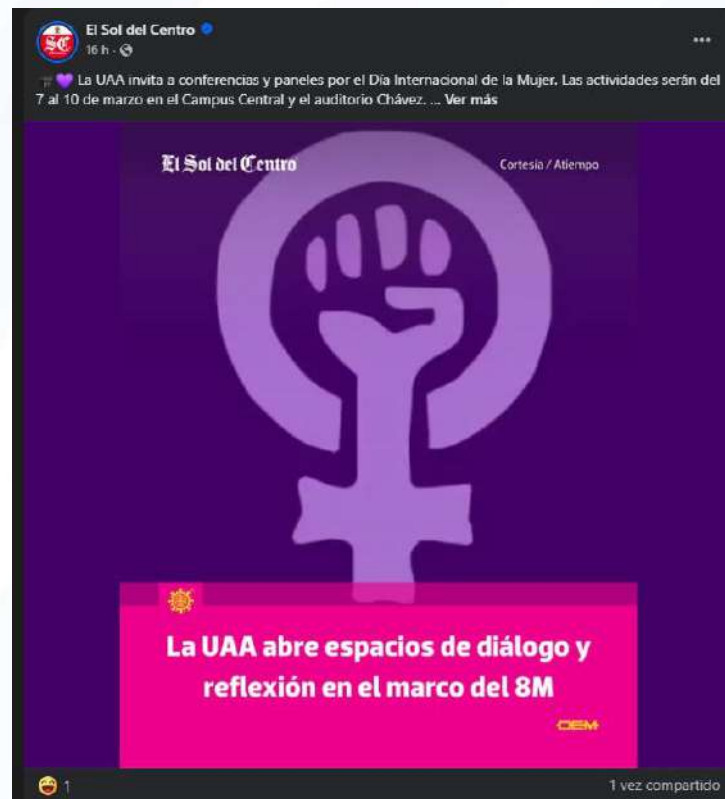 El Sol del Centro
16 h ·
La UAA invita a conferencias y paneles por el Día Internacional de la Mujer. Las actividades serán del
7 al 10 de marzo en el Campus Central y el auditorio Chávez. ... Ver más
El Sol del Centro
Cortesía / Atiempo
La UAA abre espacios de diálogo y
reflexión en el marco del 8M
OEM
1
1 vez compartido